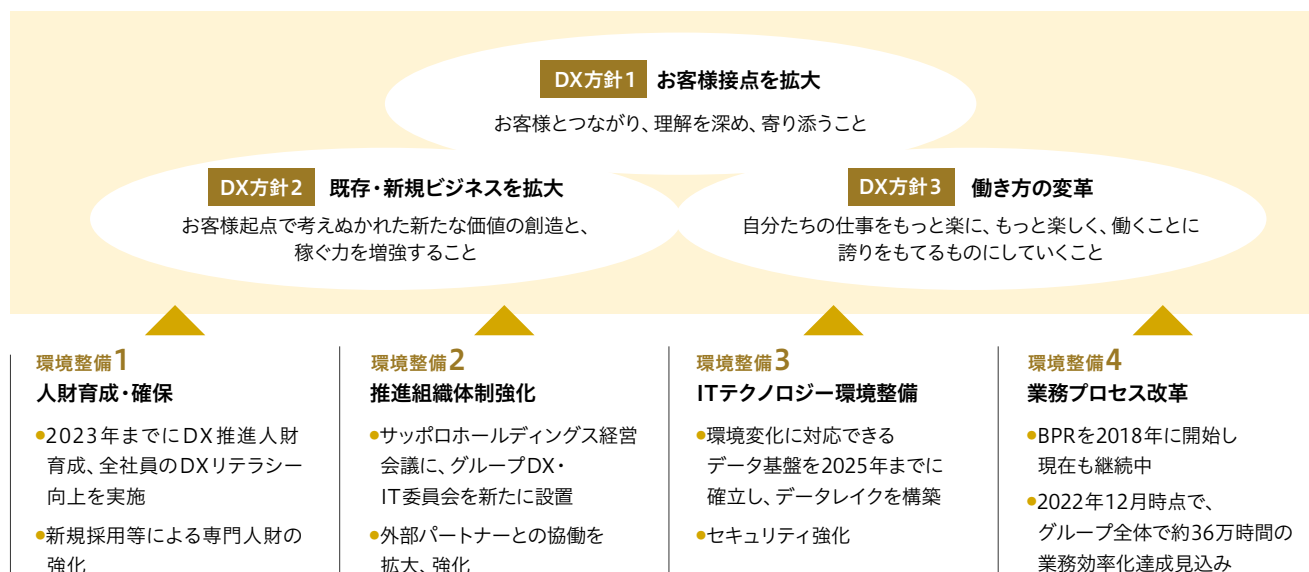 DX方針1 お客様接点を拡大
お客様とつながり、理解を深め、寄り添うこと
DX方針2 既存・新規ビジネスを拡大
お客様起点で考えぬかれた新たな価値の創造と、
稼ぐ力を増強すること
DX方針3 働き方の変革
自分たちの仕事をもっと楽に、もっと楽しく、働くことに
誇りをもてるものにしていくこと
環境整備1
人財育成・確保
●2023年までにDX推進人財
育成、全社員のDXリテラシー
向上を実施
●新規採用等による専門人財の
強化
環境整備2
推進組織体制強化
●サッポロホールディングス経営
会議に、グループDX・
IT委員会を新たに設置
●外部パートナーとの協働を
拡大、強化
環境整備3
ITテクノロジー環境整備
●環境変化に対応できる
データ基盤を2025年までに
確立し、データレイクを構築
●セキュリティ強化
環境整備4
業務プロセス改革
●BPRを2018年に開始し
現在も継続中
●2022年12月時点で、
グループ全体で約36万時間の
業務効率化達成見込み